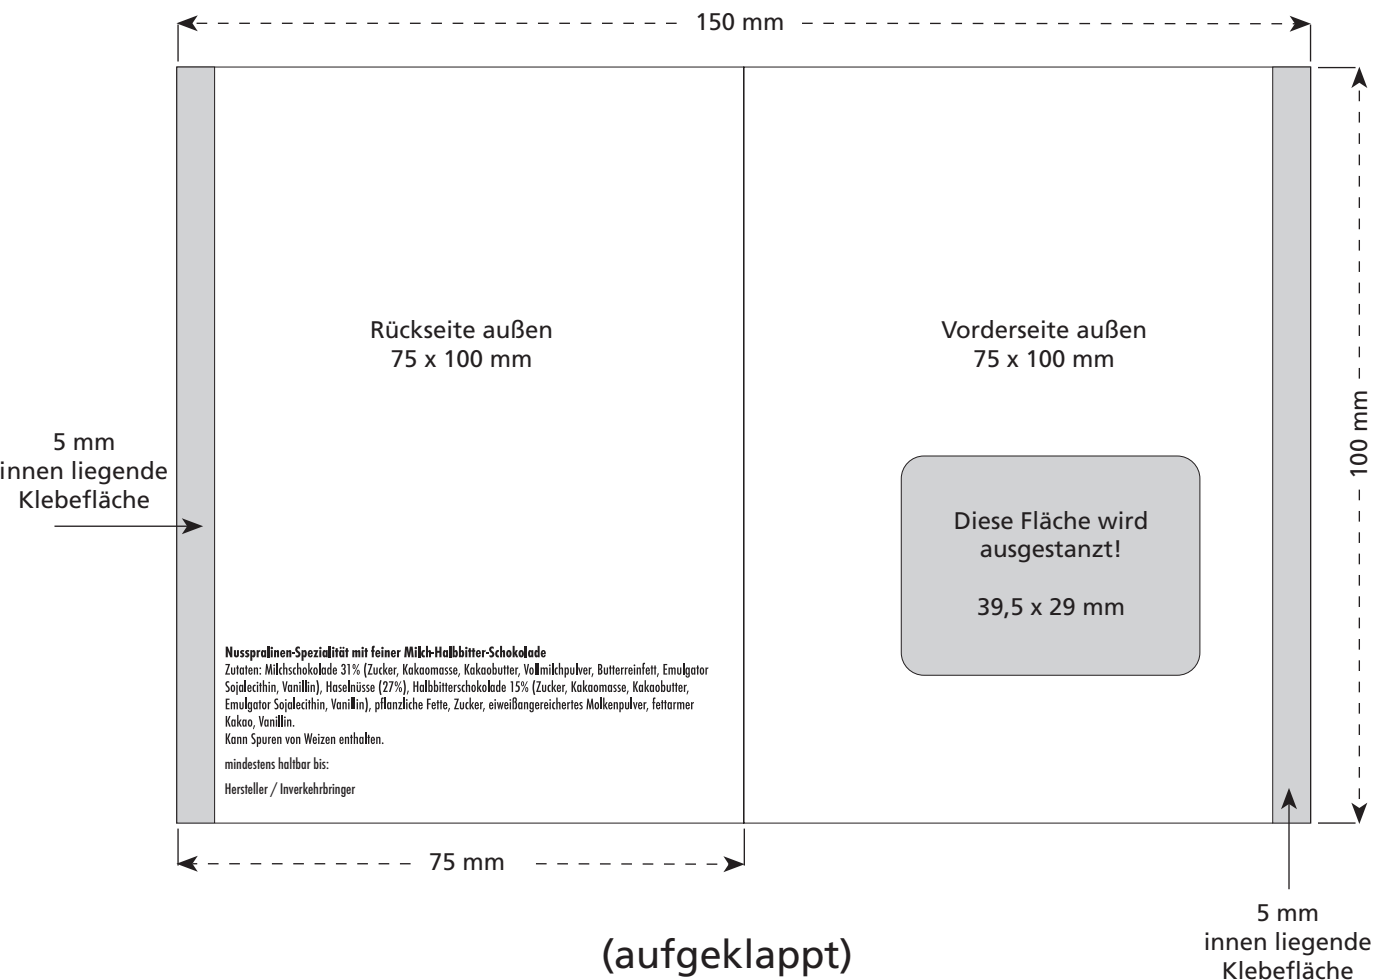 150 mm
Rückseite außen
75 x 100 mm
Vorderseite außen
75 x 100 mm
100 mm
5 mm
innen liegende
Klebefläche
Diese Fläche wird
ausgestanzt!
39,5 x 29 mm
Nusspralinen-Spezialität mit feiner Milch-Halbbitter-Schokolade
Zutaten: Milchschokolade 31% (Zucker, Kakaomasse, Kakaobutter, Vollmilchpulver, Butterreinfett, Emulgator
Sojalecithin, Vanillin), Haselnüsse (27%), Halbbitterschokolade 15% (Zucker, Kakaomasse, Kakaobutter,
Emulgator Sojalecithin, Vanillin), pflanzliche Fette, Zucker, eiweißangereichertes Molkenpulver, fettarmer
Kakao, Vanillin.
Kann Spuren von Weizen enthalten.
mindestens haltbar bis:
Hersteller / Inverkehrbringer
75 mm
5 mm
innen liegende
Klebefläche
(aufgeklappt)